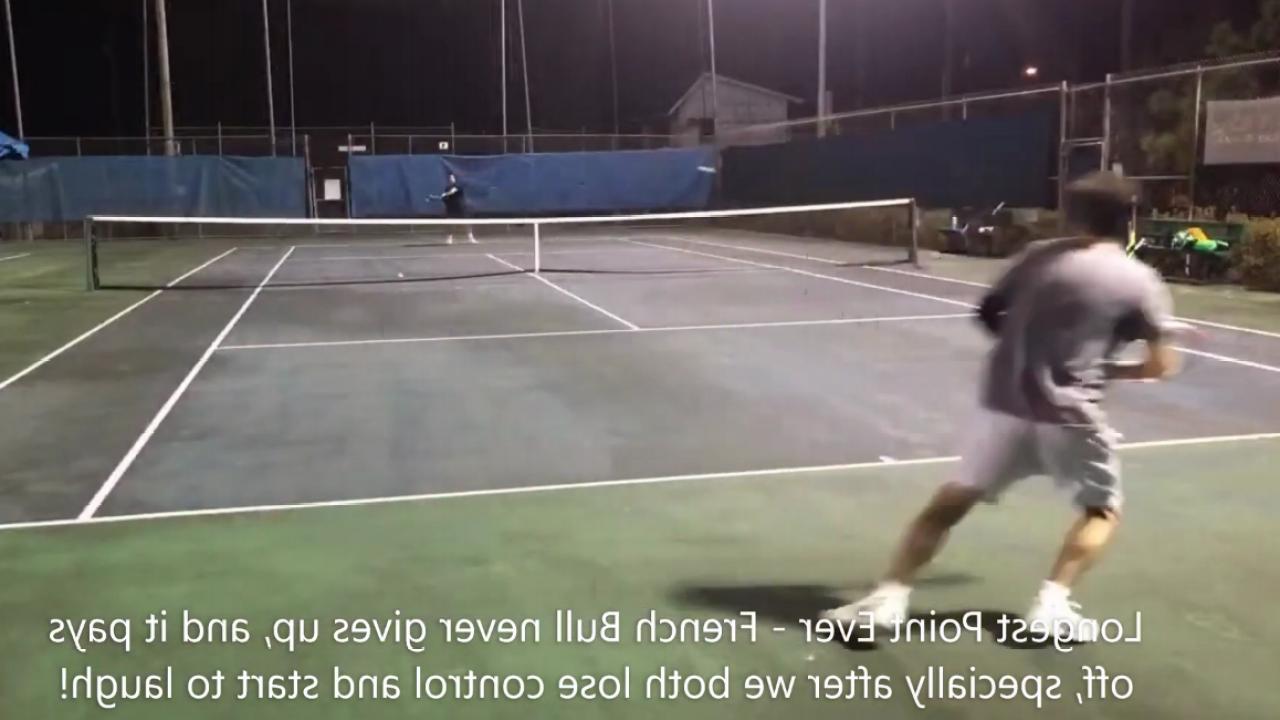 Longest Point Ever - French Bull never gives up, and it pays
off, specially after we both lose control and start to laugh!